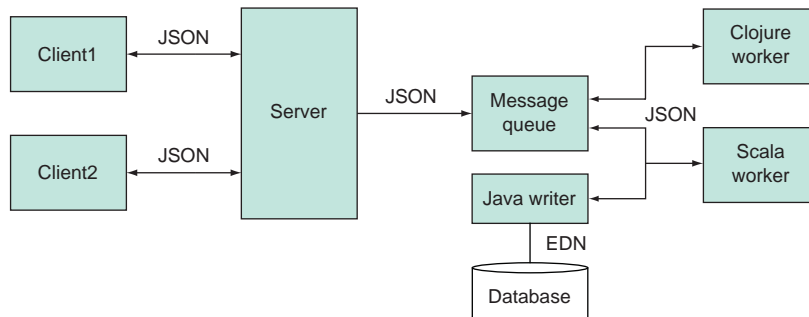 Client1
JSON
Server
JSON
Message
queue
Clojure
worker
JSON
Client2
JSON
Scala
worker
Java writer
EDN
Database